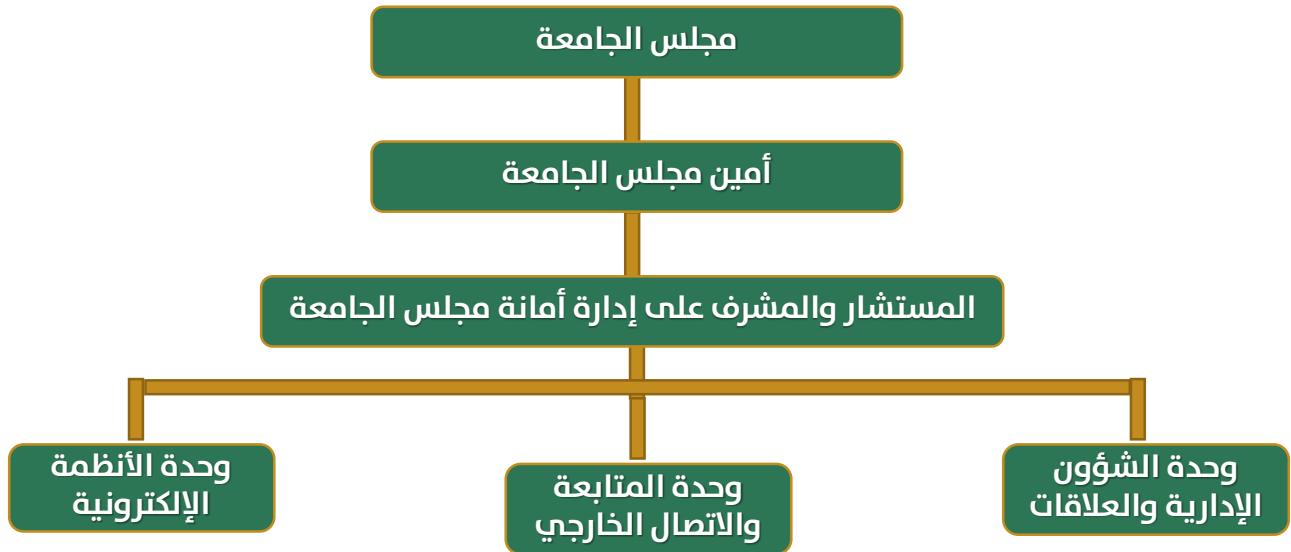 مجلس الجامعة
أمين مجلس الجامعة
المستشار والمشرف على إدارة أمانة مجلس الجامعة
وحدة الشؤون
الإدارية والعلاقات
وحدة المتابعة
والاتصال الخارجي
وحدة الأنظمة
الإلكترونية